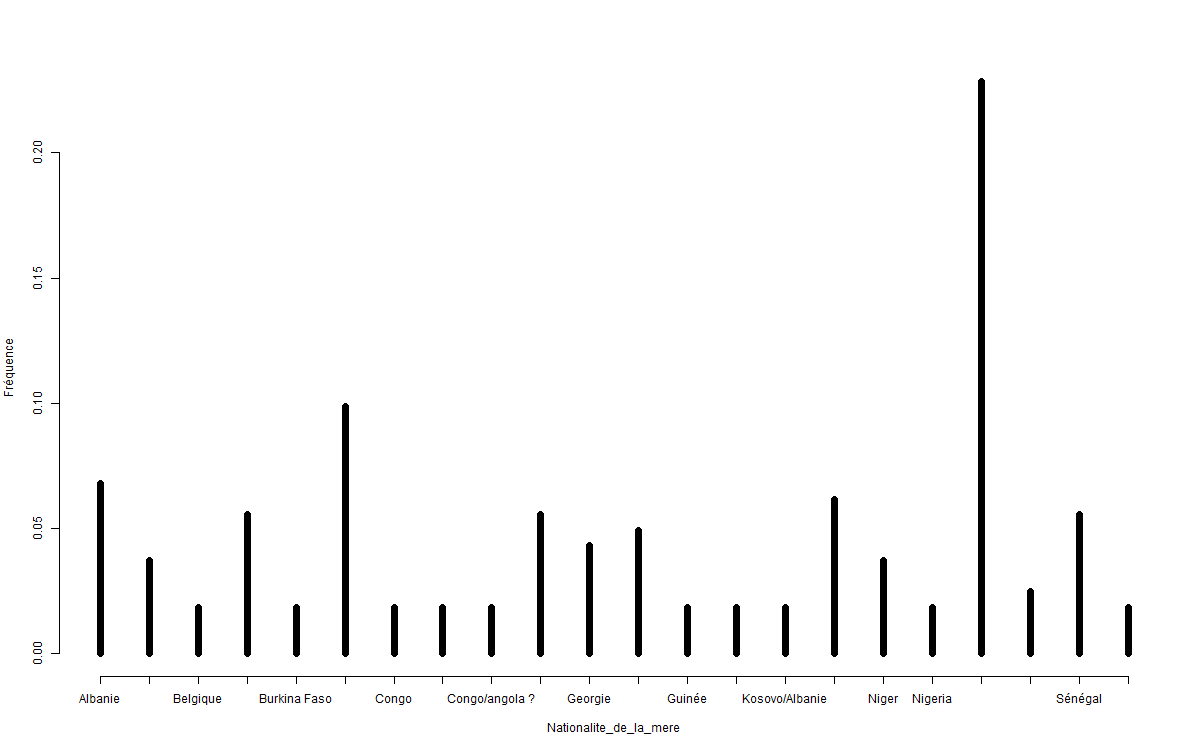 0.20
0.15
Fréquence
0.10
0.05
0.00
Albanie Belgique Burkina Faso Congo Congo/angola ? Georgie Guinée Kosovo/Albanie Niger Nigeria Sénégal
Nationalite_de_la_mere